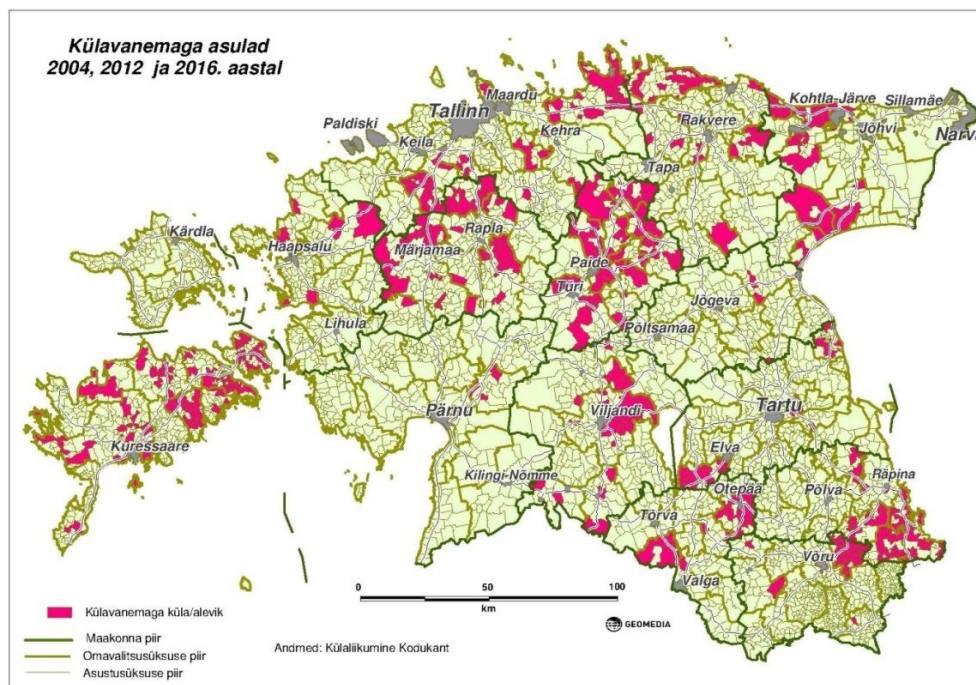 Külavanemaga asulad
2004, 2012 ja 2016. aastal
Tallinn
Maardu
Paldiski
Keila
Kehra
Rakvere
Kohtla-Järve
Sillamäe
Jõhvi
Narv
Tapa
Kärdla
Haapsalu
Märjamaa
Rapla
Paide
Türi
Jõgeva
Lihula
Põltsamaa
Pärnu
Viljandi
Tartu
Kuressaare
Elva
Kilingi-Nõmme
Otepää
Põlva
Räpina
Tõrva
Võru
Valga
0 50 100
km
GEOMEDIA
Külavanemaga küla/alevik
Maakonna piir
Omavalitsusüksuse piir
Asustusüksuse piir
Andmed: Külaliikumine Kodukant